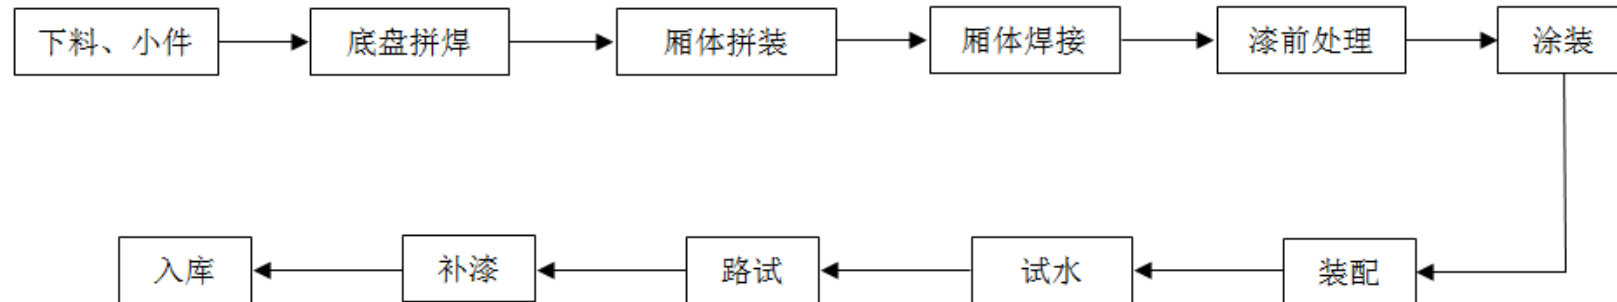 下料、小件
底盘拼焊
厢体拼装
厢体焊接
漆前处理
涂装
装配
试水
路试
补漆
入库